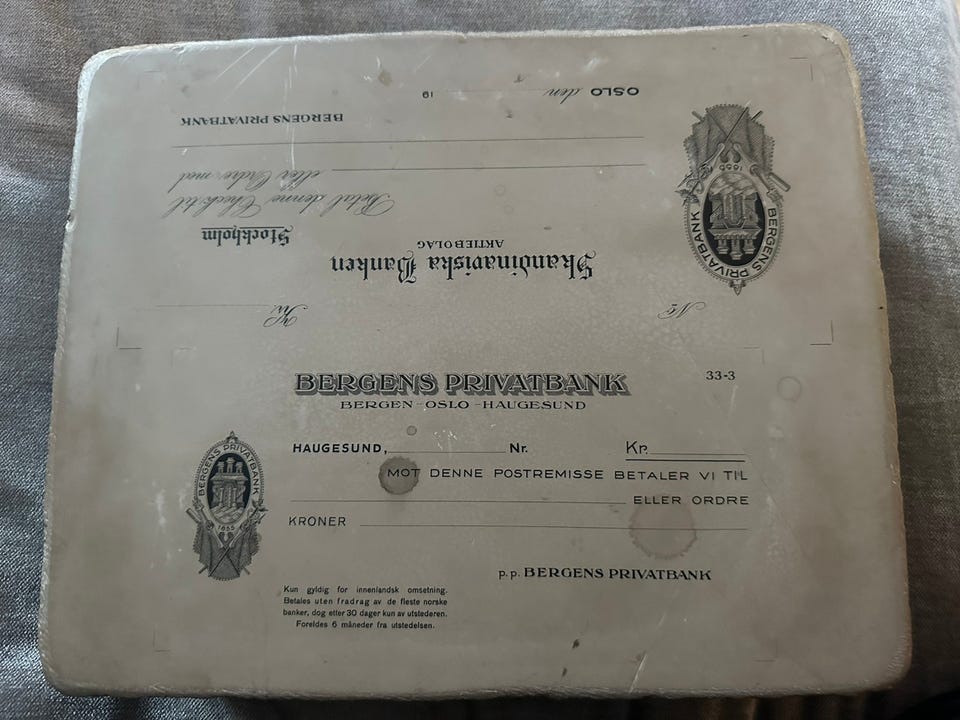 № Kr.
Skandinaviska Banken
AKTIEBOLAG
Stockholm
Betal denne Check til
eller Ordre med
BERGENS PRIVATBANK
OSLO den 19
BERGENS PRIVATBANK
1855
BERGENS PRIVATBANK
33-3
BERGEN - OSLO - HAUGESUND
HAUGESUND, Nr. Kr.
MOT DENNE POSTREMISSE BETALER VI TIL
ELLER ORDRE
KRONER
BERGENS PRIVATBANK
1855
p. p. BERGENS PRIVATBANK
Kun gyldig for innenlandsk omsetning.
Betales uten fradrag av de fleste norske
banker, dog etter 30 dager kun av utstederen.
Foreldes 6 måneder fra utstedelsen.